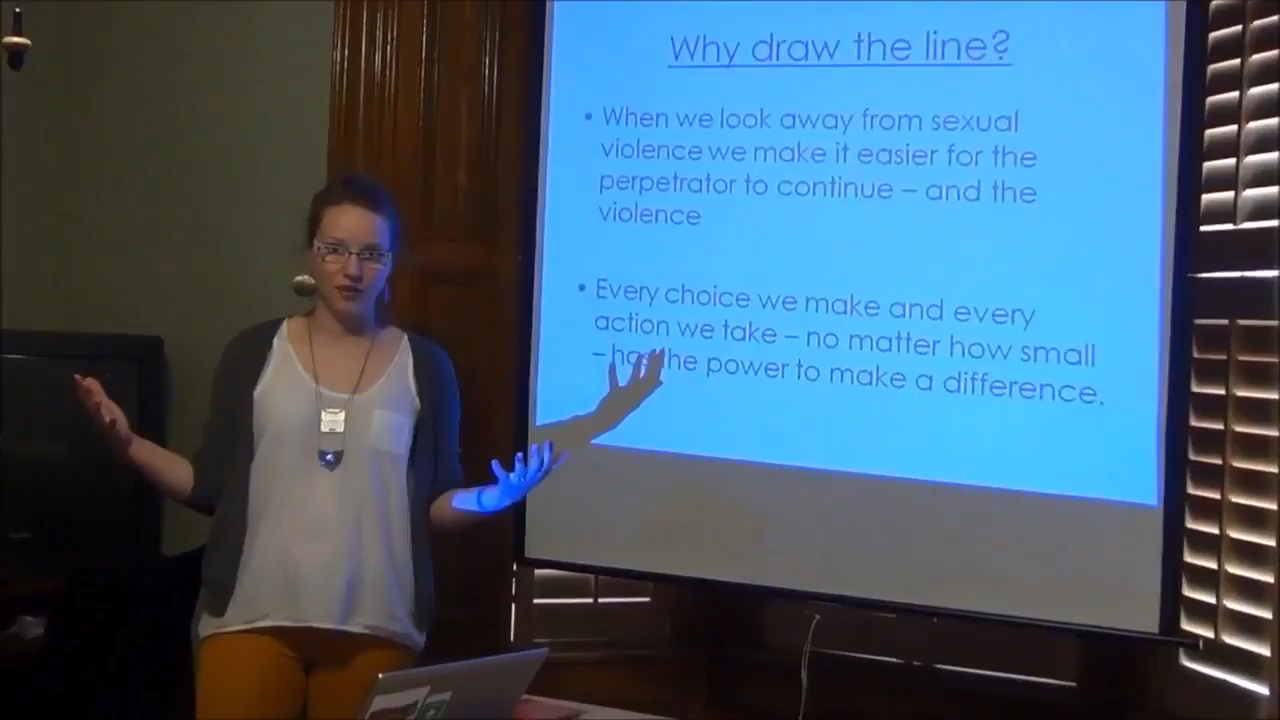 Why draw the line?
• When we look away from sexual
violence we make it easier for the
perpetrator to continue – and the
violence
• Every choice we make and every
action we take – no matter how small
– has the power to make a difference.